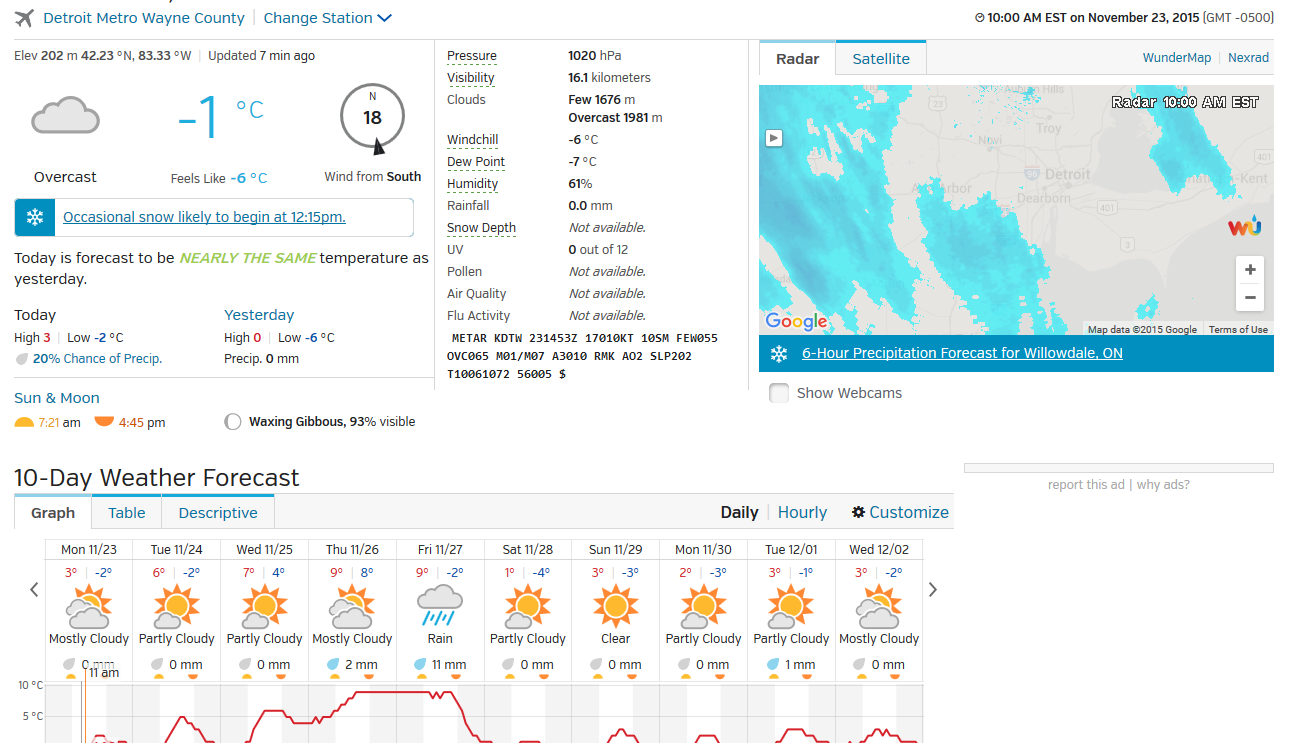 Detroit Metro Wayne County | Change Station
10:00 AM EST on November 23, 2015 (GMT -0500)
Elev 202 m 42.23 °N, 83.33 °W | Updated 7 min ago
-1 °C
N
18
Overcast
Feels Like -6 °C
Wind from South
Occasional snow likely to begin at 12:15pm.
Today is forecast to be NEARLY THE SAME temperature as
yesterday.
Today
High 3 | Low -2 °C
20% Chance of Precip.
Yesterday
High 0 | Low -6 °C
Precip. 0 mm
Sun & Moon
7:21 am 4:45 pm
Waxing Gibbous, 93% visible
Pressure 1020 hPa
Visibility 16.1 kilometers
Clouds Few 1676 m
Overcast 1981 m
Windchill -6 °C
Dew Point -7 °C
Humidity 61%
Rainfall 0.0 mm
Snow Depth Not available.
UV 0 out of 12
Pollen Not available.
Air Quality Not available.
Flu Activity Not available.
METAR KDTW 231453Z 17010KT 10SM FEW055
OVC065 M01/M07 A3010 RMK AO2 SLP202
T10061072 56005 $
Radar Satellite
WunderMap | Nexrad
Radar 10:00 AM EST
Auburn Hills
23
Troy
Novi
Detroit
Dearborn
401
401
3
WU
+
−
Google
Map data ©2015 Google Terms of Use
6-Hour Precipitation Forecast for Willowdale, ON
Show Webcams
10-Day Weather Forecast
report this ad | why ads?
Graph Table Descriptive
Daily | Hourly Customize
Mon 11/23 Tue 11/24 Wed 11/25 Thu 11/26 Fri 11/27 Sat 11/28 Sun 11/29 Mon 11/30 Tue 12/01 Wed 12/02
3° | -2° 6° | -2° 7° | 4° 9° | 8° 9° | -2° 1° | -4° 3° | -3° 2° | -3° 3° | -1° 3° | -2°
Mostly Cloudy Partly Cloudy Partly Cloudy Mostly Cloudy Rain Partly Cloudy Clear Partly Cloudy Partly Cloudy Mostly Cloudy
0 mm 0 mm 0 mm 2 mm 11 mm 0 mm 0 mm 0 mm 1 mm 0 mm
11 am
10 °C
5 °C